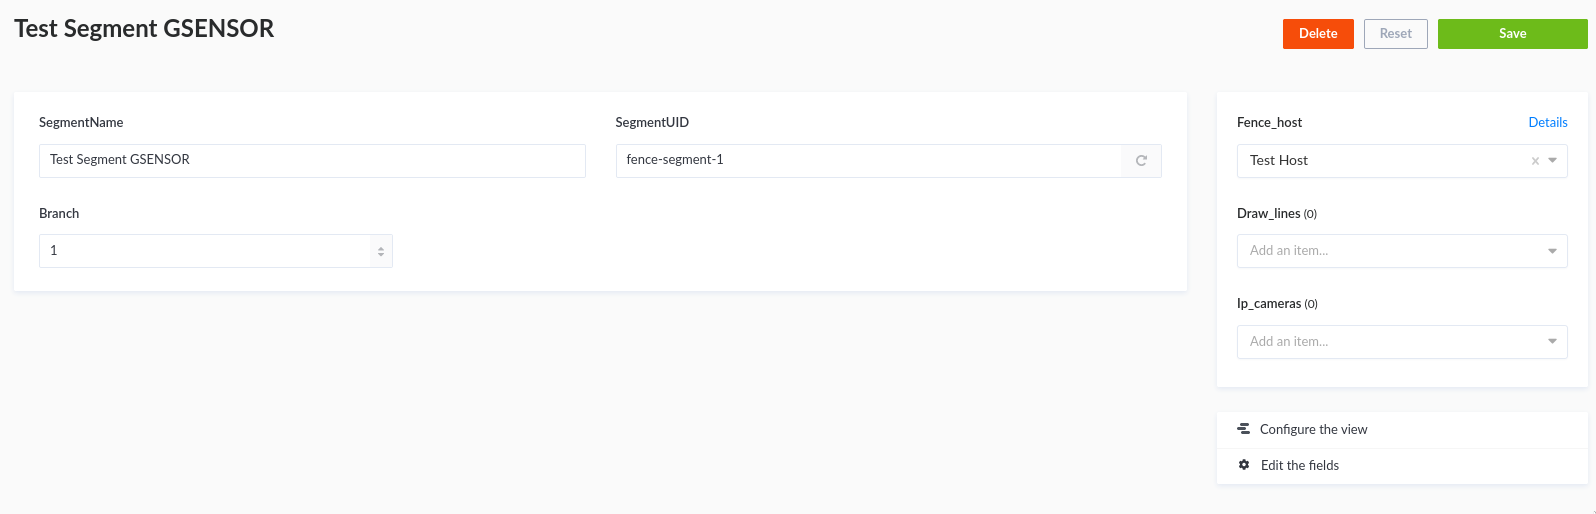 Test Segment GSENSOR
Delete
Reset
Save
SegmentName
Test Segment GSENSOR
SegmentUID
fence-segment-1
Branch
1
Fence_host
Details
Test Host
x
Draw_lines (0)
Add an item...
Ip_cameras (0)
Add an item...
Configure the view
Edit the fields